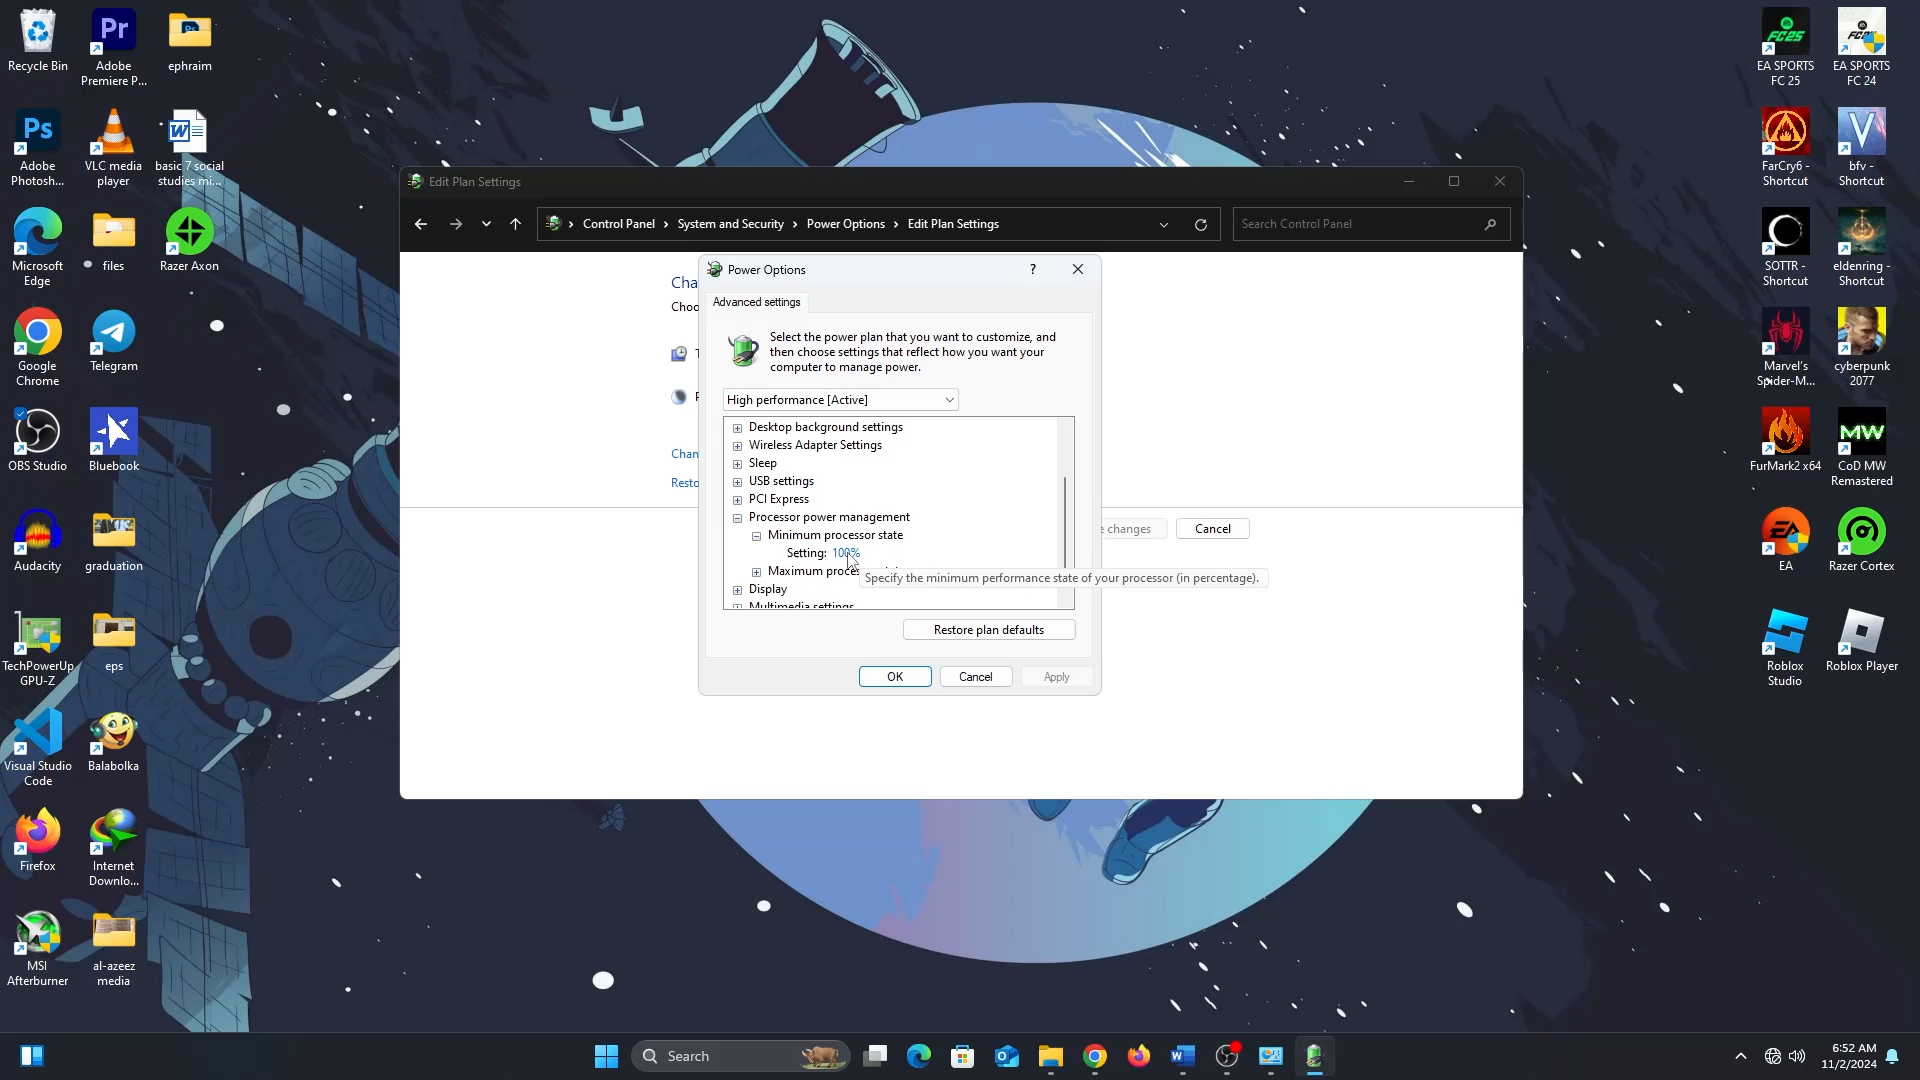 Recycle Bin
Adobe
Premiere P...
ephraim
Adobe
Photosh...
VLC media
player
basic 7 social
studies mi...
Microsoft
Edge
files
Razer Axon
Google
Chrome
Telegram
OBS Studio
Bluebook
Audacity
graduation
TechPowerUp
GPU-Z
eps
Visual Studio
Code
Balabolka
Firefox
Internet
Downlo...
MSI
Afterburner
al-azeez
media
Pr
Ps
Ps
W
EA SPORTS
FC 25
EA SPORTS
FC 24
FarCry6 -
Shortcut
bfv -
Shortcut
SOTTR -
Shortcut
eldenring -
Shortcut
Marvel's
Spider-M...
cyberpunk
2077
FurMark2 x64
CoD MW
Remastered
EA
Razer Cortex
Roblox
Studio
Roblox Player
FC25
V
MW
EA
Edit Plan Settings
Control Panel
System and Security
Power Options
Edit Plan Settings
Search Control Panel
Cha
Choo
Chan
Resto
e changes
Cancel
Power Options
?
Advanced settings
Select the power plan that you want to customize, and
then choose settings that reflect how you want your
computer to manage power.
High performance [Active]
Desktop background settings
Wireless Adapter Settings
Sleep
USB settings
PCI Express
Processor power management
Minimum processor state
Setting: 100%
Maximum proces
Specify the minimum performance state of your processor (in percentage).
Display
Multimedia settings
Restore plan defaults
OK
Cancel
Apply
Search
6:52 AM
11/2/2024